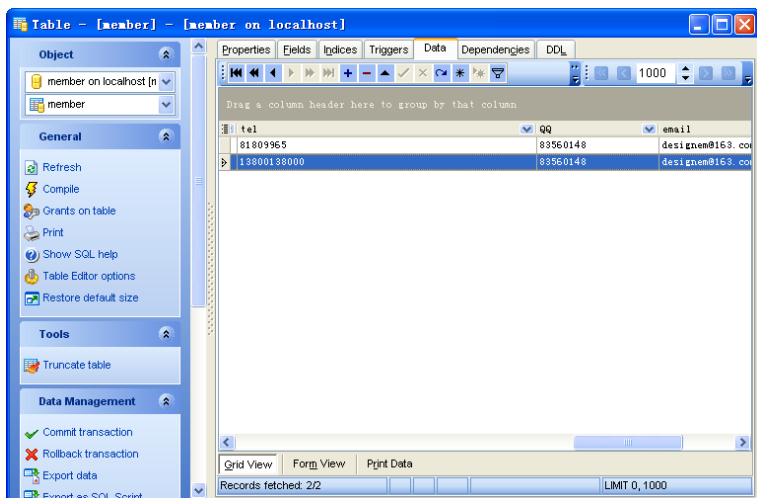 Table - [member] - [member on localhost]
Object
member on localhost [n
member
General
Refresh
Compile
Grants on table
Print
Show SQL help
Table Editor options
Restore default size
Tools
Truncate table
Data Management
Commit transaction
Rollback transaction
Export data
Export as SQL Script
Properties Fields Indices Triggers Data Dependencies DDL
1000
Drag a column header here to group by that column
tel QQ email
81809965 83560148 designem@163.co
13800138000 83560148 designem@163.co
Grid View Form View Print Data
Records fetched: 2/2 LIMIT 0, 1000